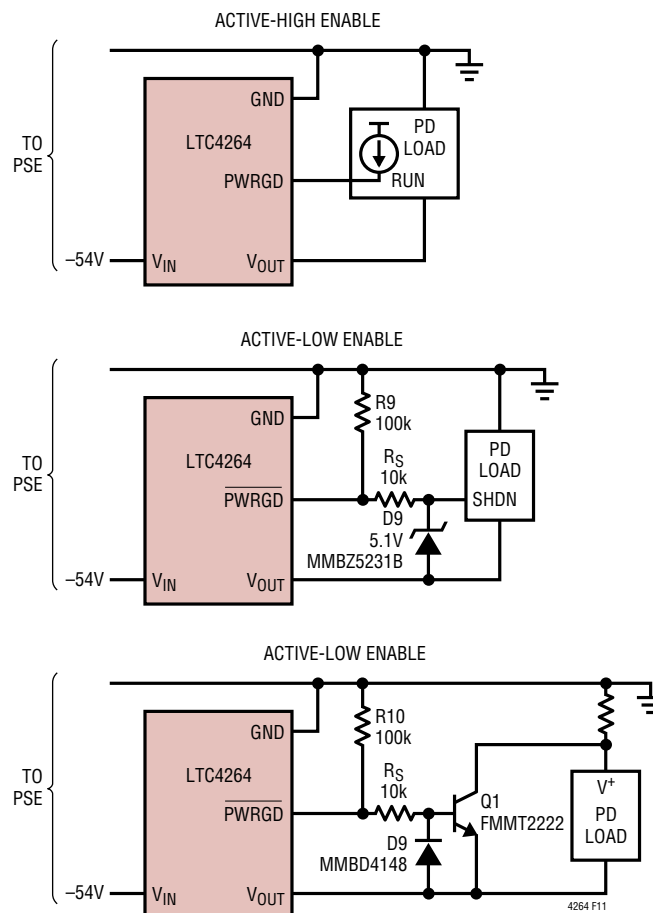 ACTIVE-HIGH ENABLE
TO
PSE
GND
LTC4264
PWRGD
PD
LOAD
RUN
–54V
VIN
VOUT
ACTIVE-LOW ENABLE
TO
PSE
GND
LTC4264
PWRGD
R9
100k
RS
10k
D9
5.1V
MMBZ5231B
PD
LOAD
SHDN
–54V
VIN
VOUT
ACTIVE-LOW ENABLE
TO
PSE
GND
LTC4264
PWRGD
R10
100k
RS
10k
D9
MMBD4148
Q1
FMMT2222
V+
PD
LOAD
–54V
VIN
VOUT
4264 F11